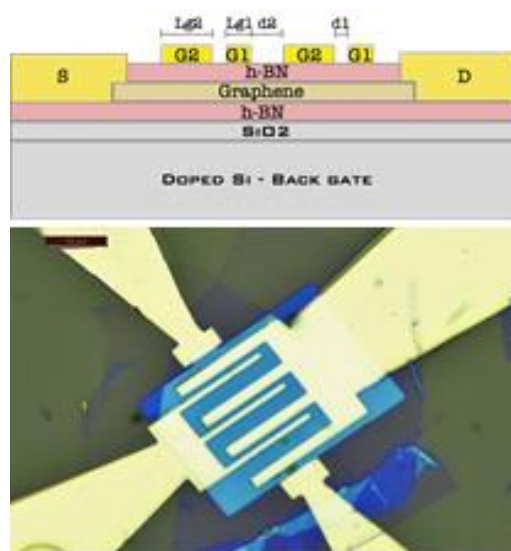 Lg2 Lg1 d2 d1
G2 G1 G2 G1
S h-BN D
Graphene
h-BN
SiO2
DOPED SI - BACK GATE